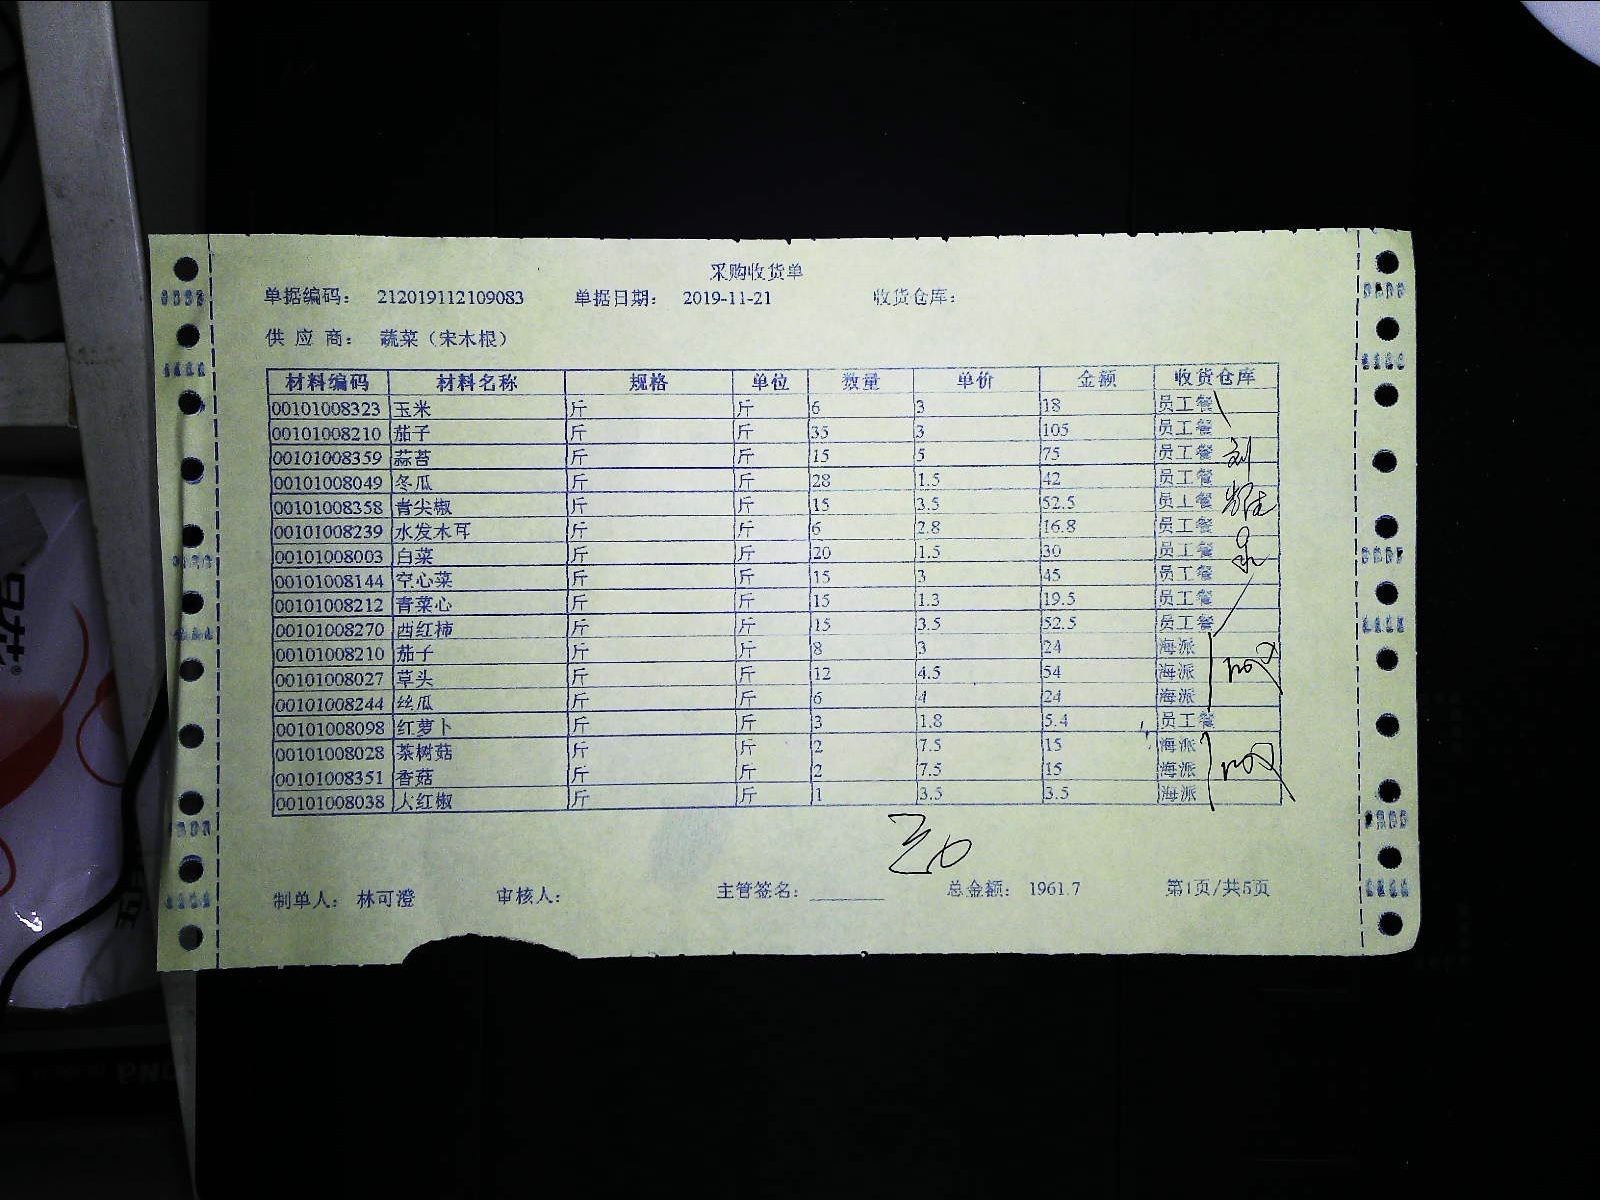 采购收货单
单据编码： 212019112109083 单据日期： 2019-11-21 收货仓库：
供 应 商： 蔬菜（宋木根）
材料编码 材料名称 规格 单位 数量 单价 金额 收货仓库
00101008323 玉米 斤 斤 6 3 18 员工餐
00101008210 茄子 斤 斤 35 3 105 员工餐
00101008359 蒜苔 斤 斤 15 5 75 员工餐
00101008049 冬瓜 斤 斤 28 1.5 42 员工餐
00101008358 青尖椒 斤 斤 15 3.5 52.5 员工餐
00101008239 水发木耳 斤 斤 6 2.8 16.8 员工餐
00101008003 白菜 斤 斤 20 1.5 30 员工餐
00101008144 空心菜 斤 斤 15 3 45 员工餐
00101008212 青菜心 斤 斤 15 1.3 19.5 员工餐
00101008270 西红柿 斤 斤 15 3.5 52.5 员工餐
00101008210 茄子 斤 斤 8 3 24 海派
00101008027 草头 斤 斤 12 4.5 54 海派
00101008244 丝瓜 斤 斤 6 4 24 海派
00101008098 红萝卜 斤 斤 3 1.8 5.4 员工餐
00101008028 茶树菇 斤 斤 2 7.5 15 海派
00101008351 香菇 斤 斤 2 7.5 15 海派
00101008038 大红椒 斤 斤 1 3.5 3.5 海派
制单人： 林可澄 审核人： 主管签名： 总金额： 1961.7 第1页/共5页